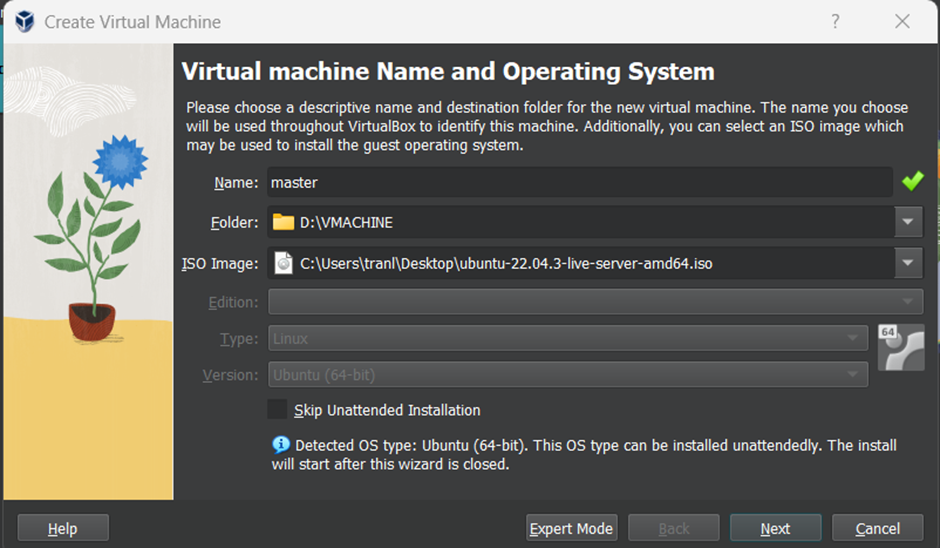 Create Virtual Machine
?
Virtual machine Name and Operating System
Please choose a descriptive name and destination folder for the new virtual machine. The name you choose
will be used throughout VirtualBox to identify this machine. Additionally, you can select an ISO image which
may be used to install the guest operating system.
Name: master
Folder: D:\VMACHINE
ISO Image: C:\Users\tranl\Desktop\ubuntu-22.04.3-live-server-amd64.iso
Edition:
Type: Linux
64
Version: Ubuntu (64-bit)
Skip Unattended Installation
Detected OS type: Ubuntu (64-bit). This OS type can be installed unattendedly. The install
will start after this wizard is closed.
Help Expert Mode Back Next Cancel